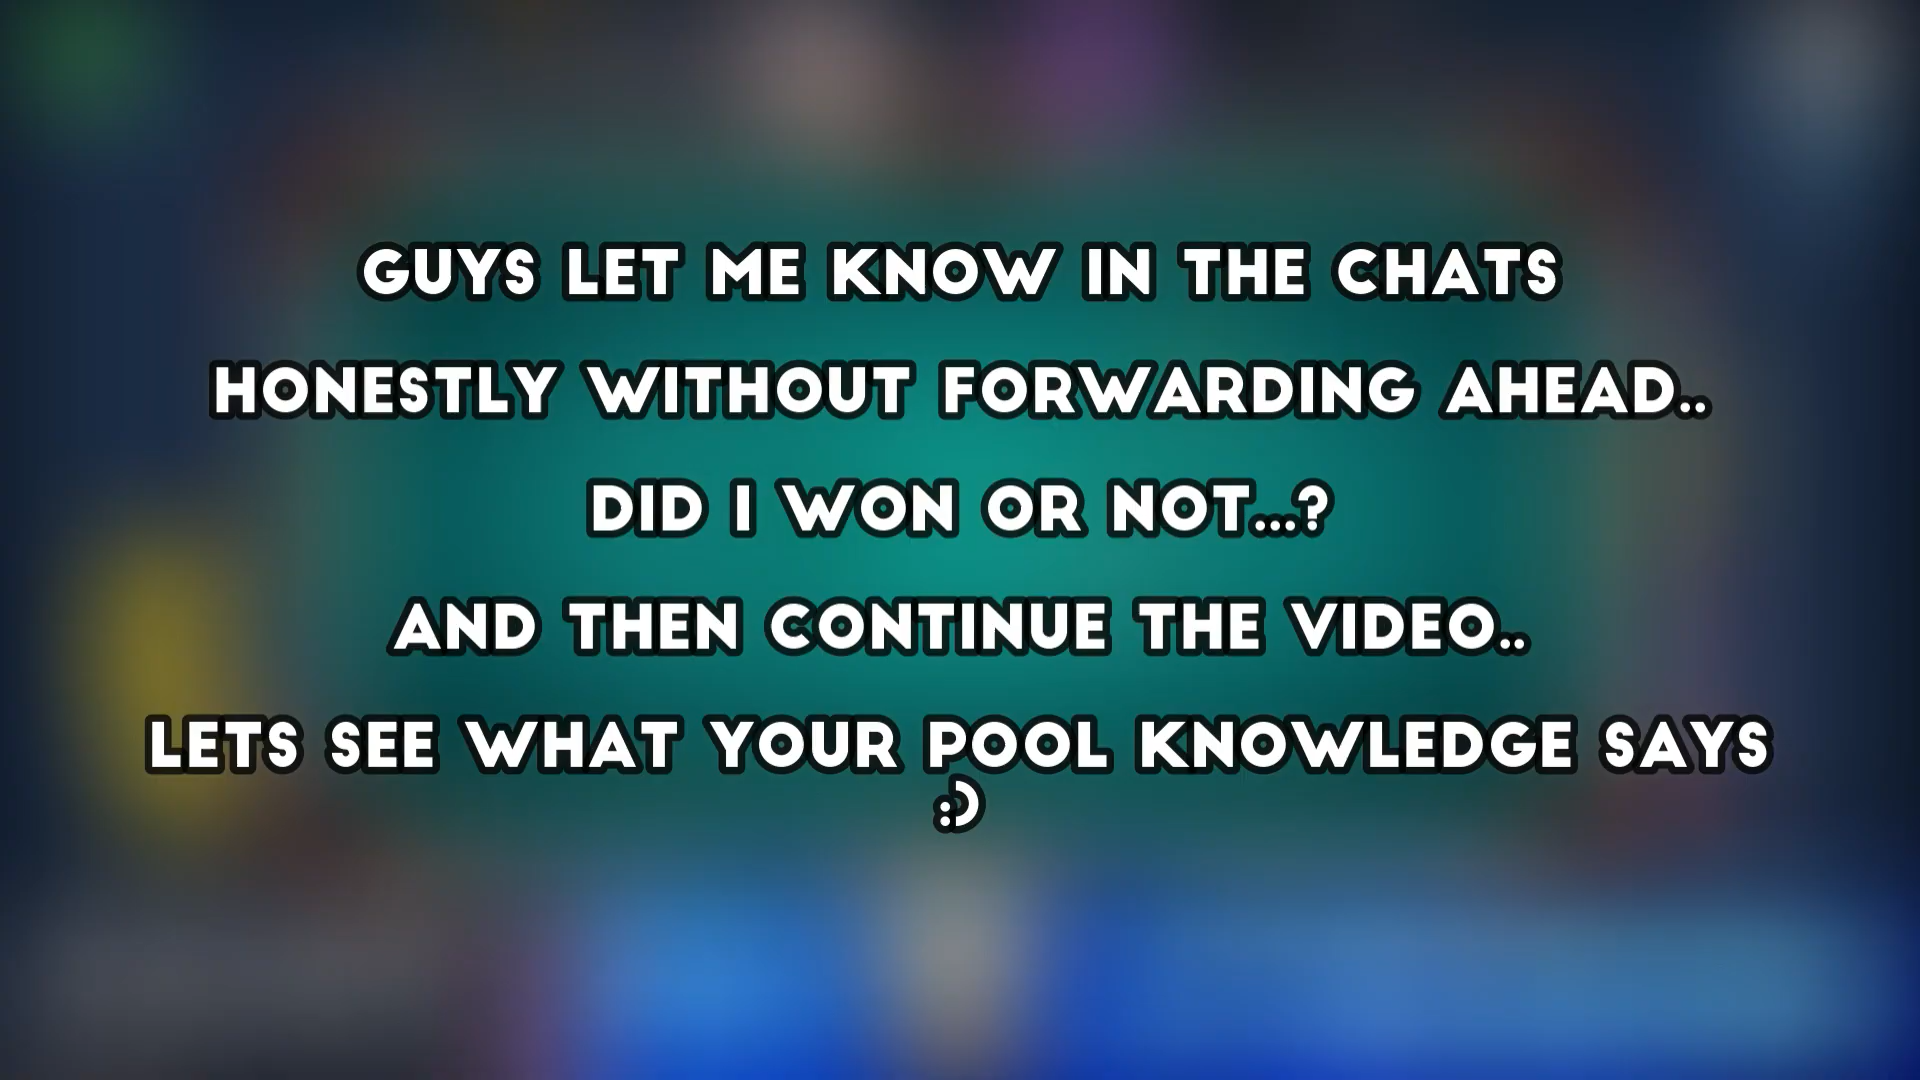 GUYS LET ME KNOW IN THE CHATS
HONESTLY WITHOUT FORWARDING AHEAD..
DID I WON OR NOT...?
AND THEN CONTINUE THE VIDEO..
LETS SEE WHAT YOUR POOL KNOWLEDGE SAYS
:)